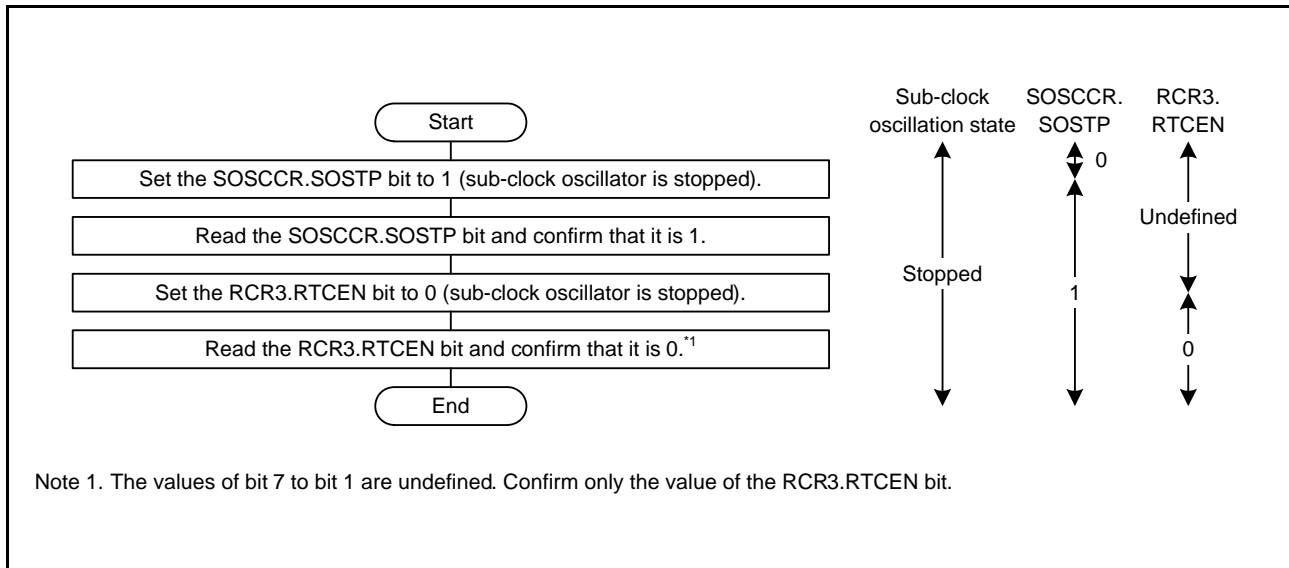 Start
Set the SOSCCR.SOSTP bit to 1 (sub-clock oscillator is stopped).
Read the SOSCCR.SOSTP bit and confirm that it is 1.
Set the RCR3.RTCEN bit to 0 (sub-clock oscillator is stopped).
Read the RCR3.RTCEN bit and confirm that it is 0.*1
End
Sub-clock
oscillation state
Stopped
SOSCCR.
SOSTP
0
1
RCR3.
RTCEN
Undefined
0
Note 1. The values of bit 7 to bit 1 are undefined. Confirm only the value of the RCR3.RTCEN bit.